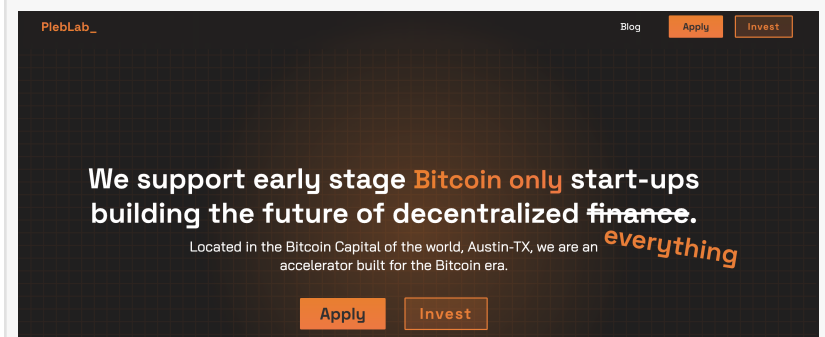 PlebLab_
Blog
Apply
Invest
We support early stage Bitcoin only start-ups
building the future of decentralized finance.
everything
Located in the Bitcoin Capital of the world, Austin-TX, we are an
accelerator built for the Bitcoin era.
Apply
Invest